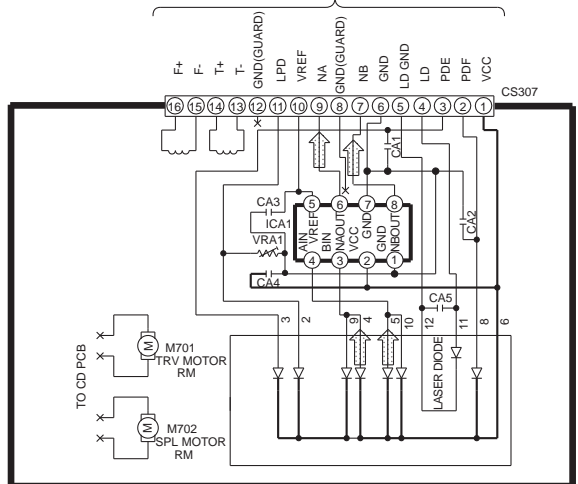 F+
F-
T+
T-
GND(GUARD)
LPD
VREF
NA
GND(GUARD)
NB
GND
LD GND
LD
PDE
PDF
VCC
CS307
16 15 14 13 12 11 10 9 8 7 6 5 4 3 2 1
CA1
CA3
ICA1
5 6 7 8
VRA1
AIN
VREF
BIN
NAOUT
VCC
GND
GND
NBOUT
CA2
CA4
4 3 2 1
CA5
3 2 9 4 5 10 12 11 8 6
LASER DIODE
TO CD PCB
M
M701
TRV MOTOR
RM
M
M702
SPL MOTOR
RM